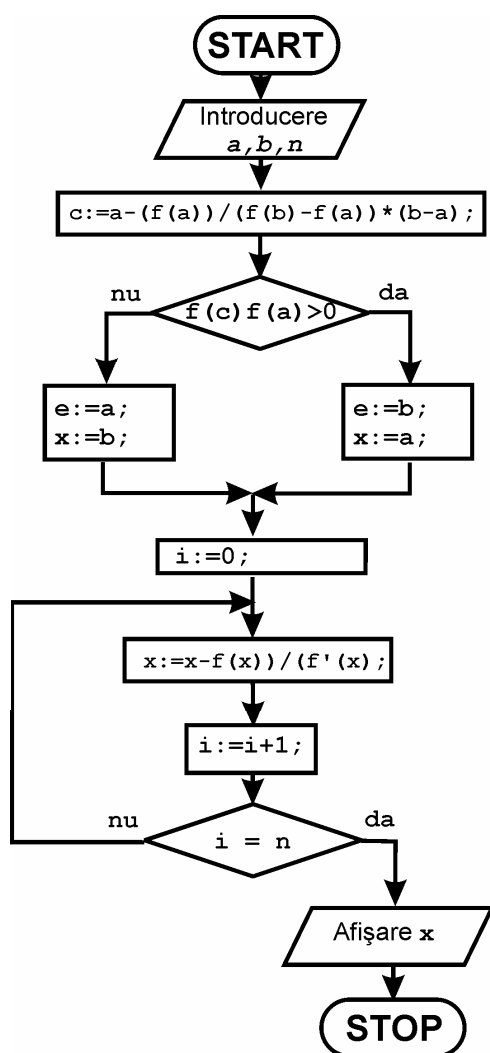 START
Introducere
a,b,n
c:=a-(f(a))/(f(b)-f(a))*(b-a);
nu
f(c)f(a)>0
da
e:=a;
x:=b;
e:=b;
x:=a;
i:=0;
x:=x-f(x))/(f'(x);
i:=i+1;
nu
i = n
da
Afişare x
STOP